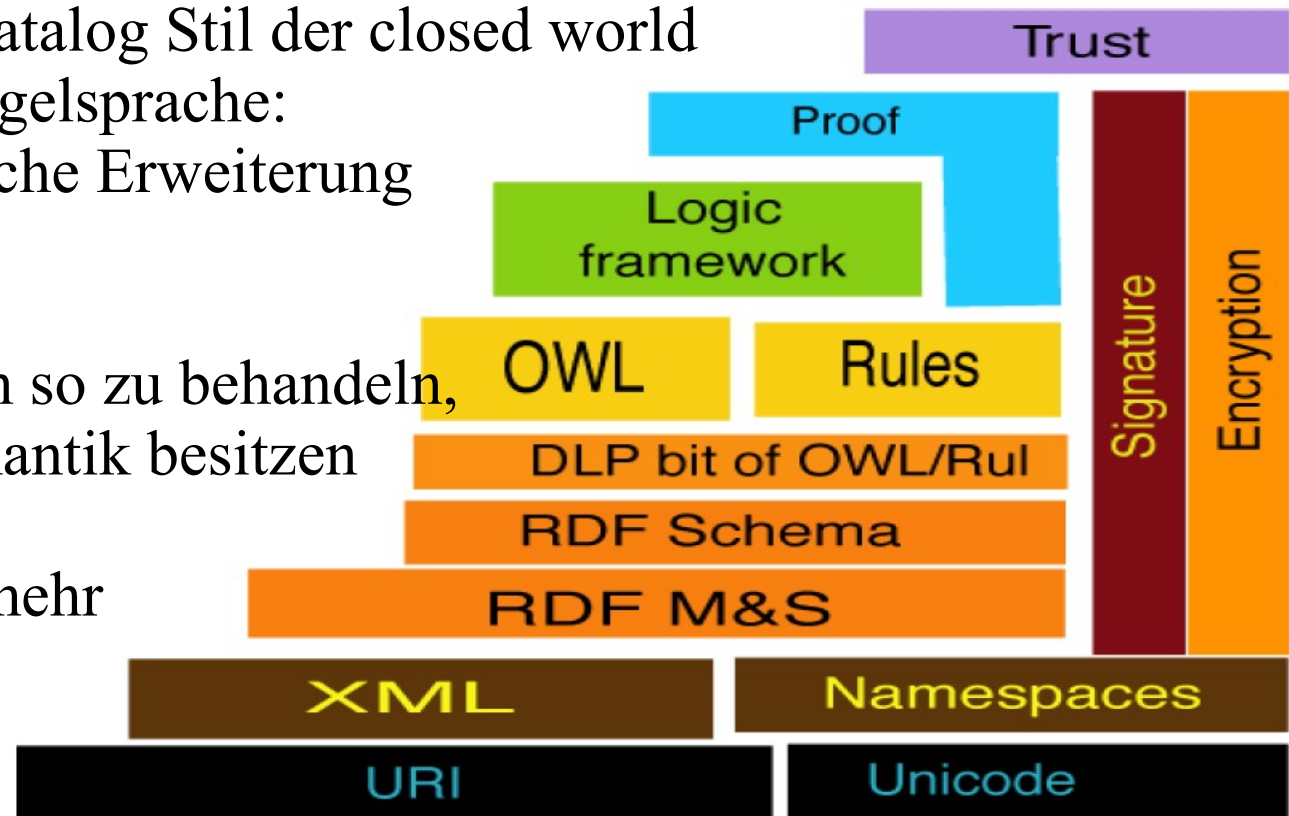 atalog Stil der closed world
gelsprache:
che Erweiterung
n so zu behandeln,
antik besitzen
mehr
Trust
Proof
Logic
framework
OWL
Rules
DLP bit of OWL/Rul
RDF Schema
RDF M&S
Signature
Encryption
XML
Namespaces
URI
Unicode